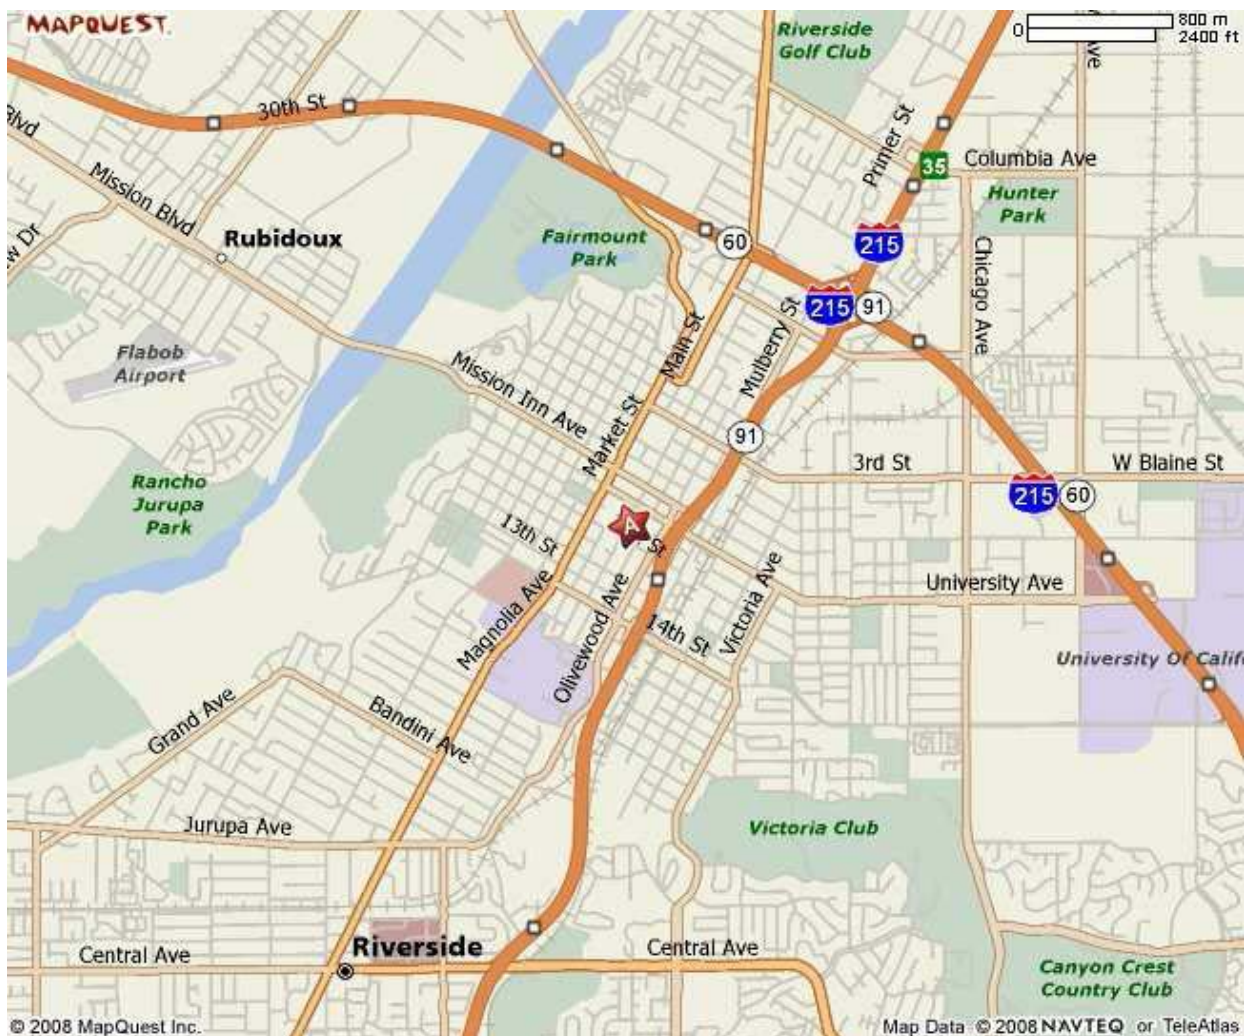 MAPQUEST.
0
800 m
2400 ft
Riverside
Golf Club
Ave
30th St
Primer St
Blvd
35
Columbia Ave
Mission Blvd
Hunter
Park
Rubidoux
Fairmount
Park
60
215
w Dr
Chicago Ave
215
91
Mulberry St
Main St
Flabob
Airport
Mission Inn Ave
Market St
91
3rd St
W Blaine St
Rancho
Jurupa
Park
215
60
A
St
13th St
University Ave
Magnolia Ave
Olivewood Ave
Victoria Ave
14th St
University Of Calif
Grand Ave
Bandini Ave
Jurupa Ave
Victoria Club
Riverside
Central Ave
Central Ave
Canyon Crest
Country Club
© 2008 MapQuest Inc.
Map Data © 2008 NAVTEQ or TeleAtlas